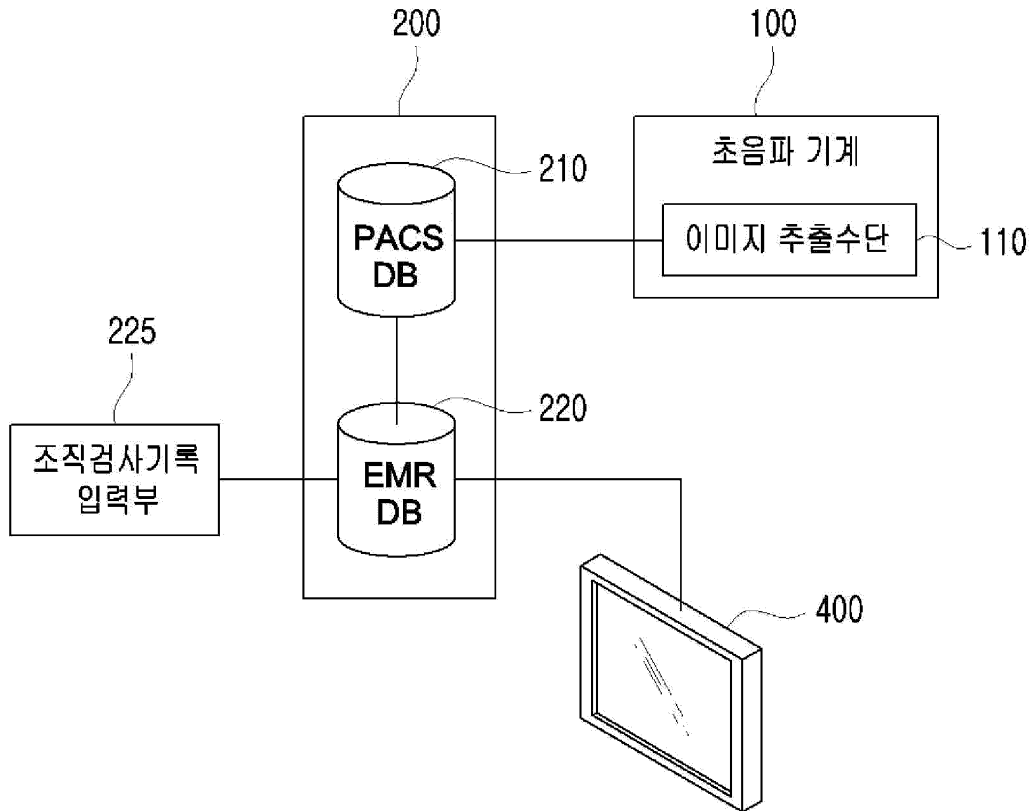 200
100
초음파 기계
210
이미지 추출수단
110
PACS
DB
225
220
조직검사기록
입력부
EMR
DB
400